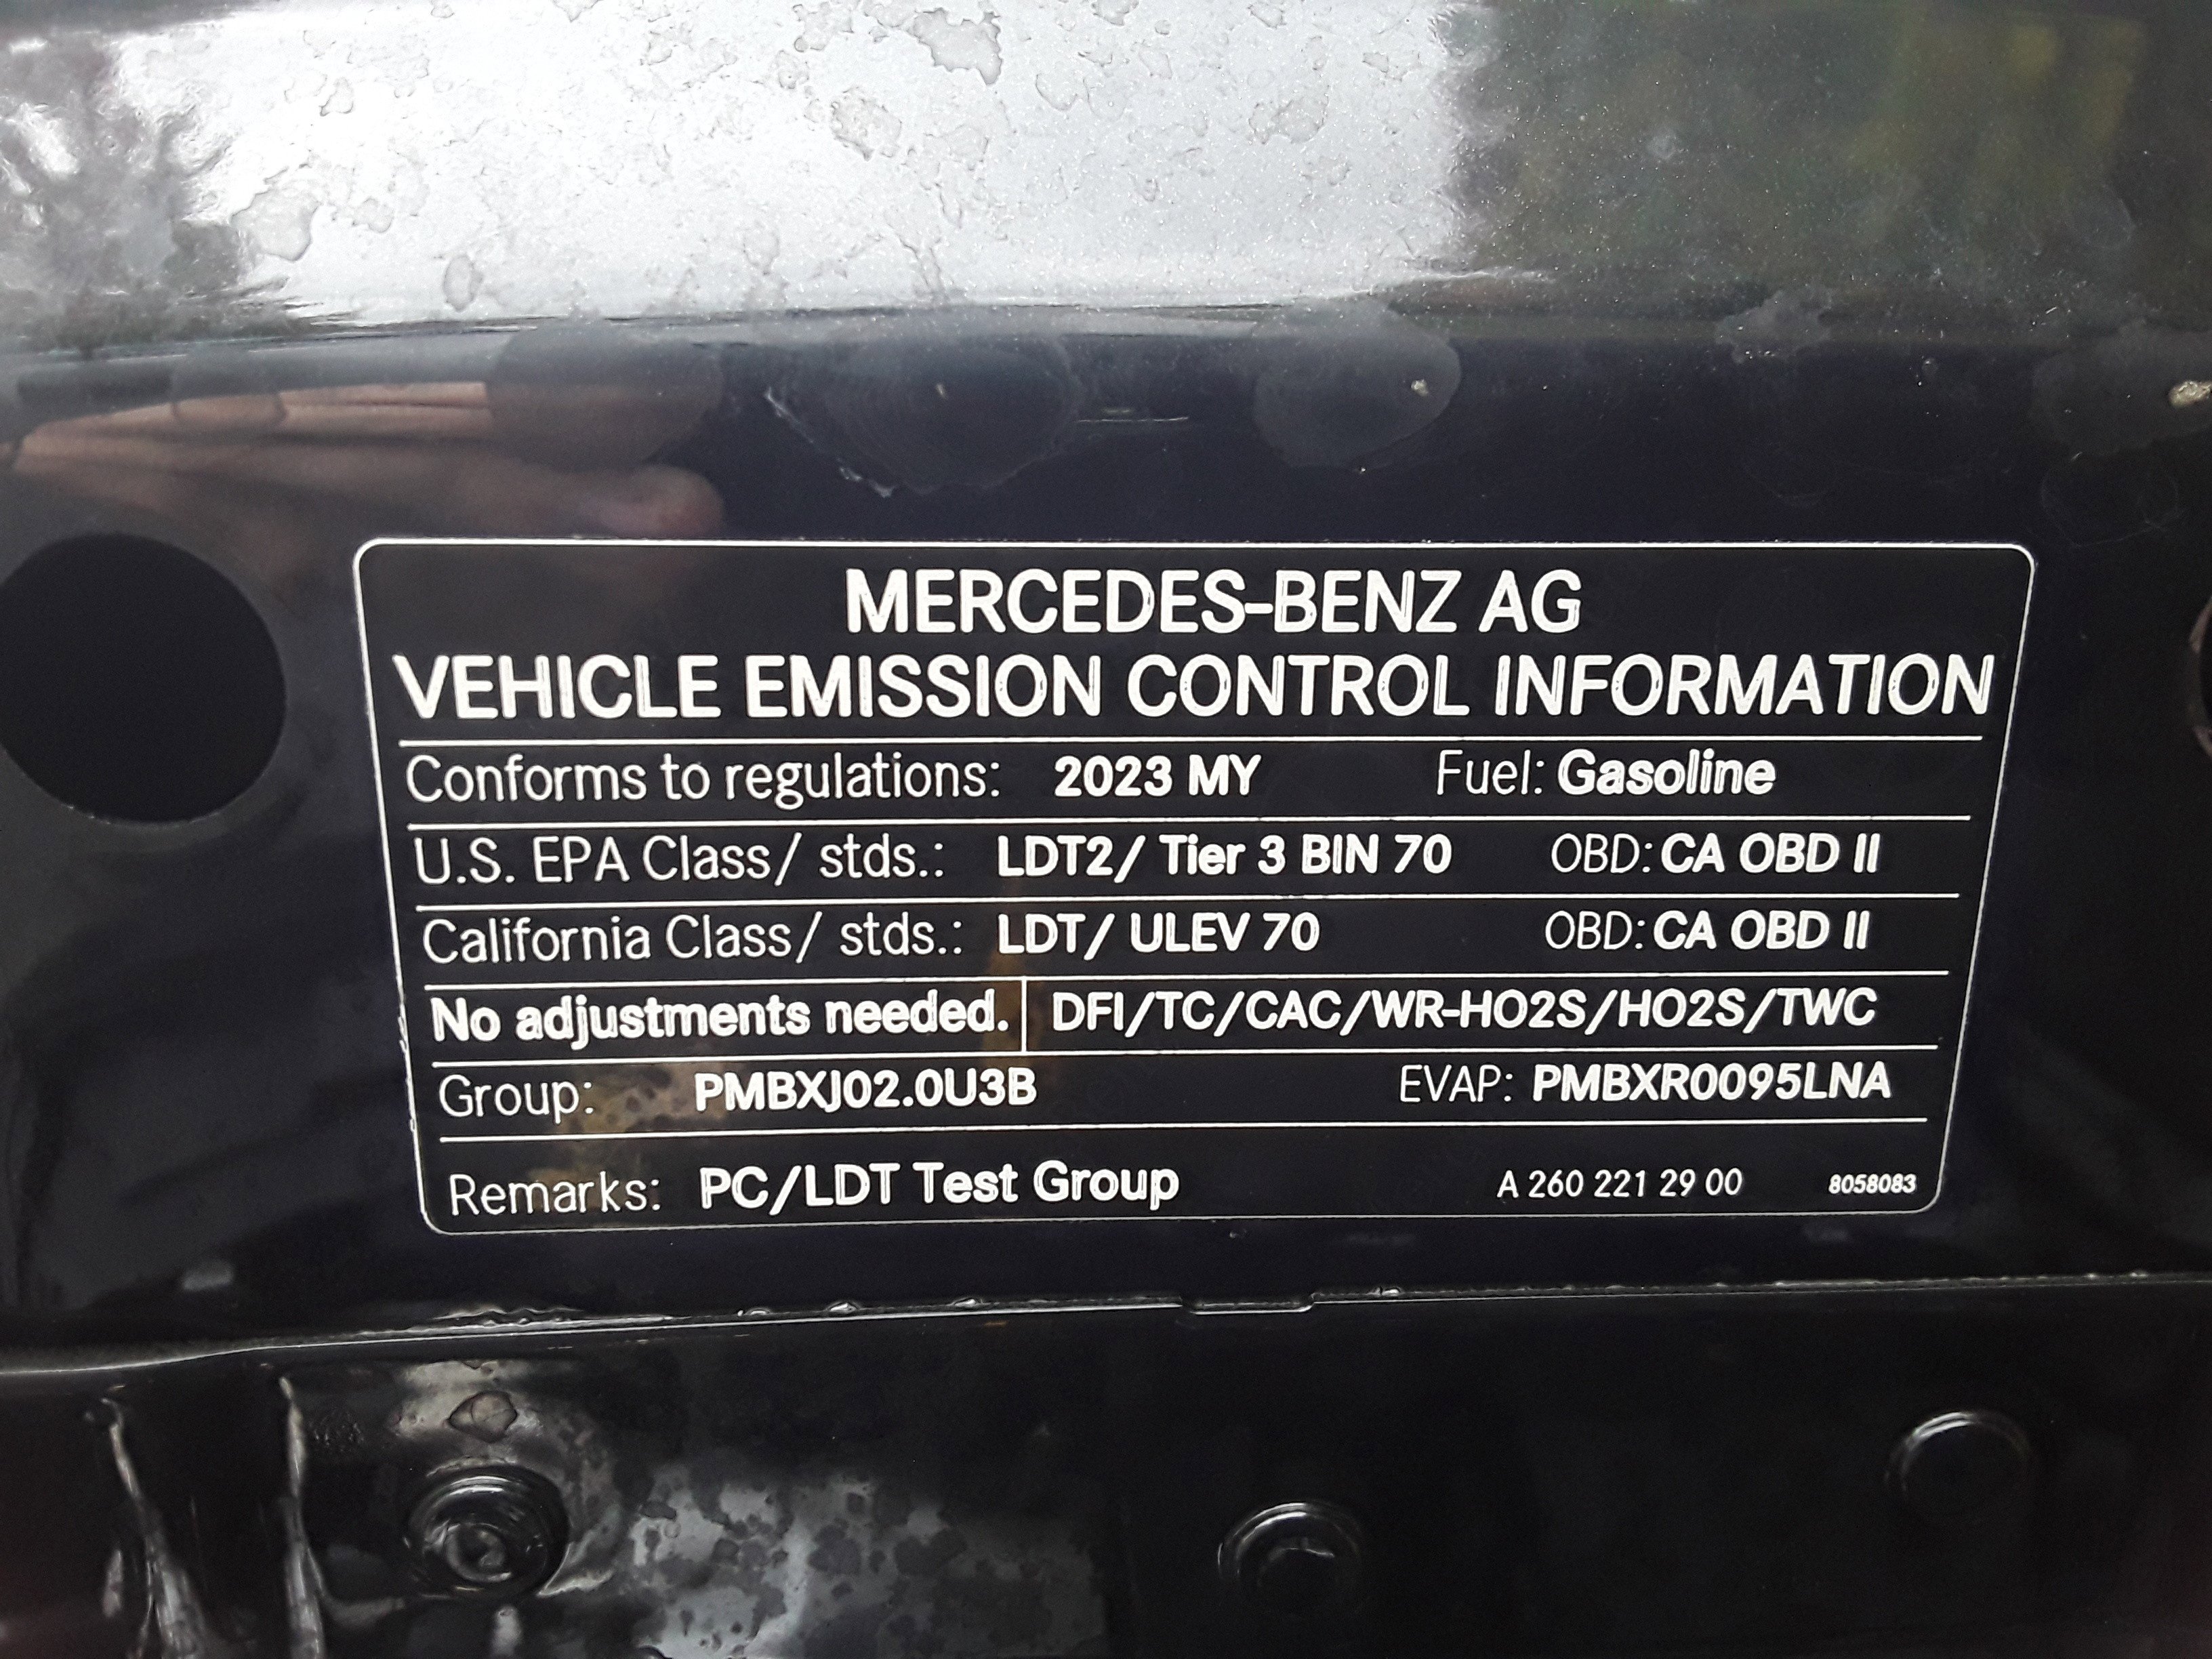 MERCEDES-BENZ AG
VEHICLE EMISSION CONTROL INFORMATION
Conforms to regulations: 2023 MY Fuel: Gasoline
U.S. EPA Class/ stds.: LDT2/ Tier 3 BIN 70 OBD: CA OBD II
California Class/ stds.: LDT/ ULEV 70 OBD: CA OBD II
No adjustments needed. DFI/TC/CAC/WR-HO2S/HO2S/TWC
Group: PMBXJ02.0U3B EVAP: PMBXR0095LNA
Remarks: PC/LDT Test Group A 260 221 29 00 8058083